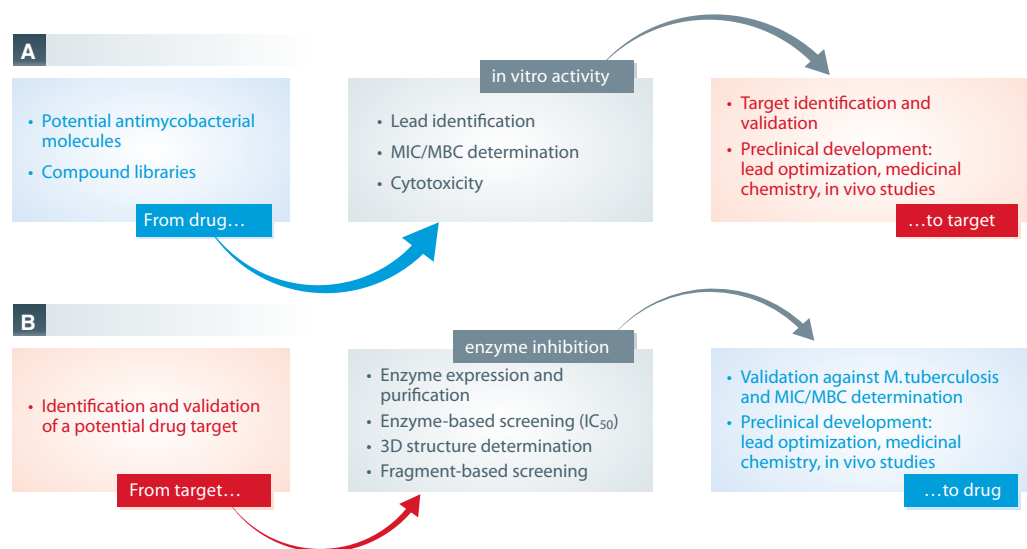 A
• Potential antimycobacterial
molecules
• Compound libraries
From drug…
in vitro activity
• Lead identification
• MIC/MBC determination
• Cytotoxicity
• Target identification and
validation
• Preclinical development:
lead optimization, medicinal
chemistry, in vivo studies
…to target
B
• Identification and validation
of a potential drug target
From target…
enzyme inhibition
• Enzyme expression and
purification
• Enzyme-based screening (IC₅₀)
• 3D structure determination
• Fragment-based screening
• Validation against M. tuberculosis
and MIC/MBC determination
• Preclinical development:
lead optimization, medicinal
chemistry, in vivo studies
…to drug